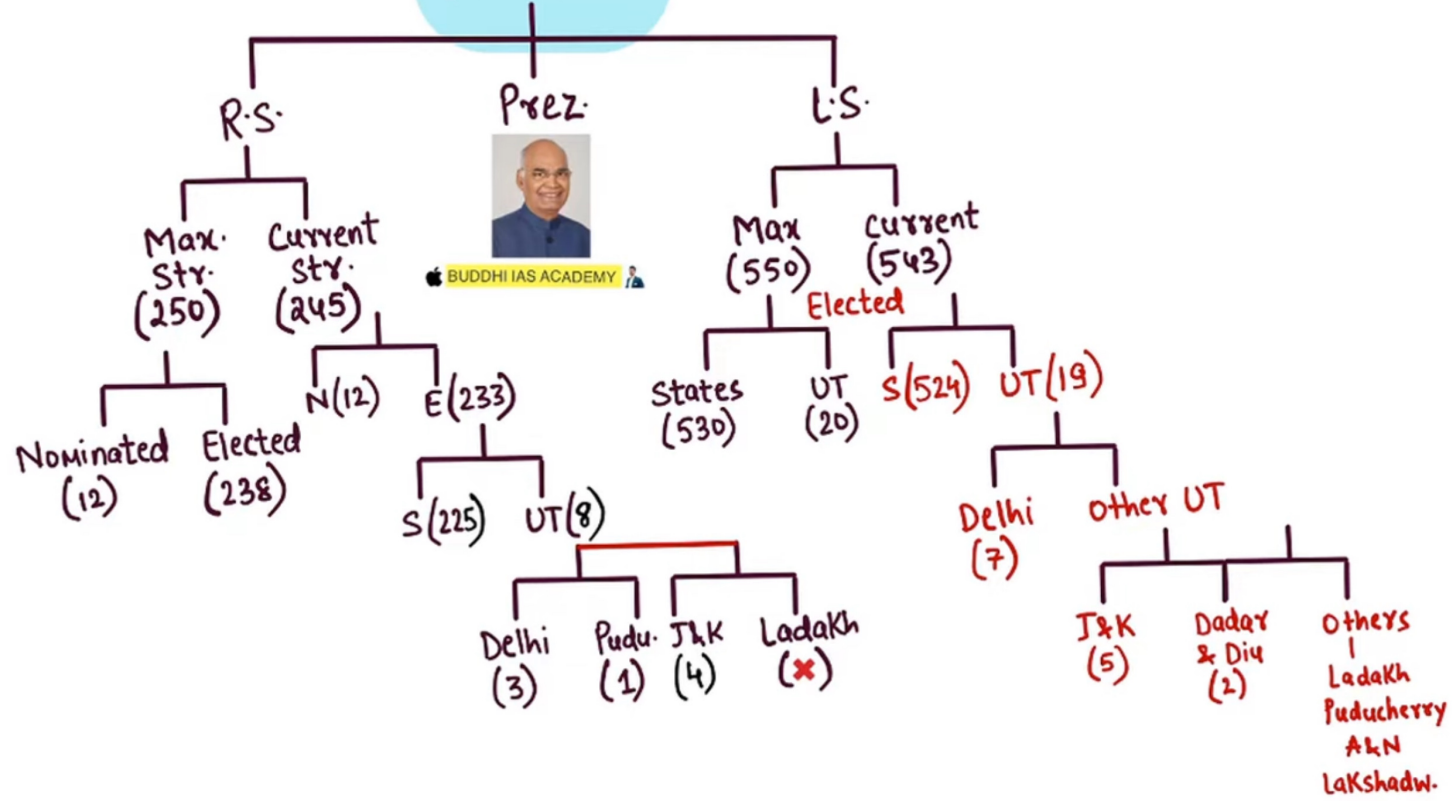 R.S.
Prez.
L.S.
Max.
Str.
(250)
Current
Str.
(245)
BUDDHI IAS ACADEMY
Max
(550)
Current
(543)
Elected
Nominated
(12)
Elected
(238)
N(12)
E(233)
States
(530)
UT
(20)
S(524)
UT(19)
S(225)
UT(8)
Delhi
(7)
Other UT
Delhi
(3)
Pudu.
(1)
J&K
(4)
Ladakh
(×)
J&K
(5)
Dadar
& Diu
(2)
Others
Ladakh
Puducherry
A&N
Lakshadw.